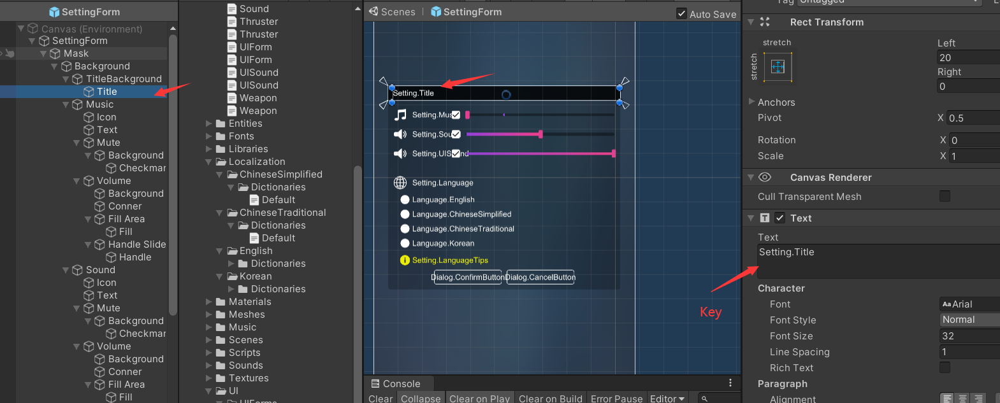 SettingForm
Canvas (Environment)
SettingForm
Mask
Background
TitleBackground
Title
Music
Icon
Text
Mute
Background
Checkmar
Volume
Background
Conner
Fill Area
Fill
Handle Slide
Handle
Sound
Icon
Text
Mute
Background
Checkmar
Volume
Background
Conner
Fill Area
Fill
Sound
Thruster
Thruster
UIForm
UIForm
UISound
UISound
Weapon
Weapon
Entities
Fonts
Libraries
Localization
ChineseSimplified
Dictionaries
Default
ChineseTraditional
Dictionaries
Default
English
Dictionaries
Korean
Dictionaries
Materials
Meshes
Music
Scenes
Scripts
Sounds
Textures
UI
UIForms
Scenes | SettingForm Auto Save
Setting.Title
Setting.Mus
Setting.Sou
Setting.UISound
Setting.Language
Language.English
Language.ChineseSimplified
Language.ChineseTraditional
Language.Korean
Setting.LanguageTips
Dialog.ConfirmButton Dialog.CancelButton
Console
Clear Collapse Clear on Play Clear on Build Error Pause Editor
Tag Untagged
Rect Transform
stretch
stretch
Left
20
Right
0
Anchors
Pivot X 0.5
Rotation X 0
Scale X 1
Canvas Renderer
Cull Transparent Mesh
Text
Text
Setting.Title
Key
Character
Font Aa Arial
Font Style Normal
Font Size 32
Line Spacing 1
Rich Text
Paragraph
Alignment